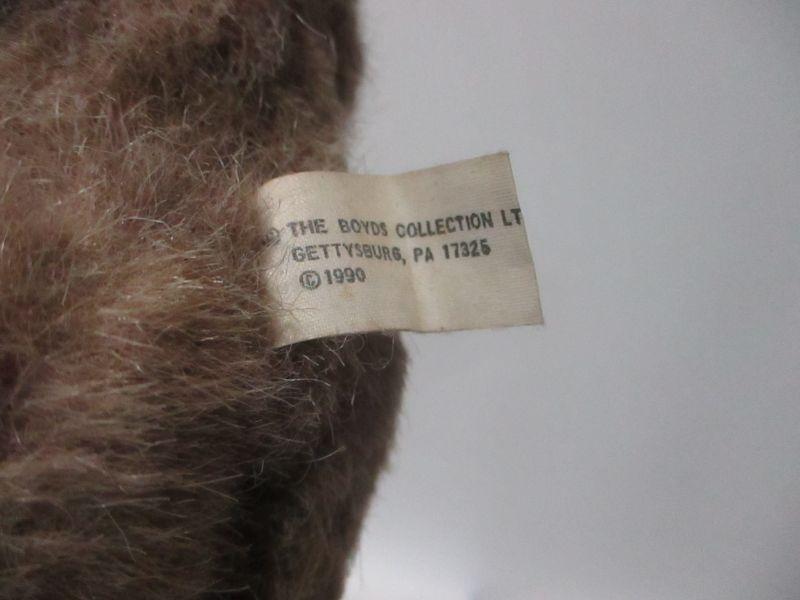 ® THE BOYDS COLLECTION LT
GETTYSBURG, PA 17325
© 1990